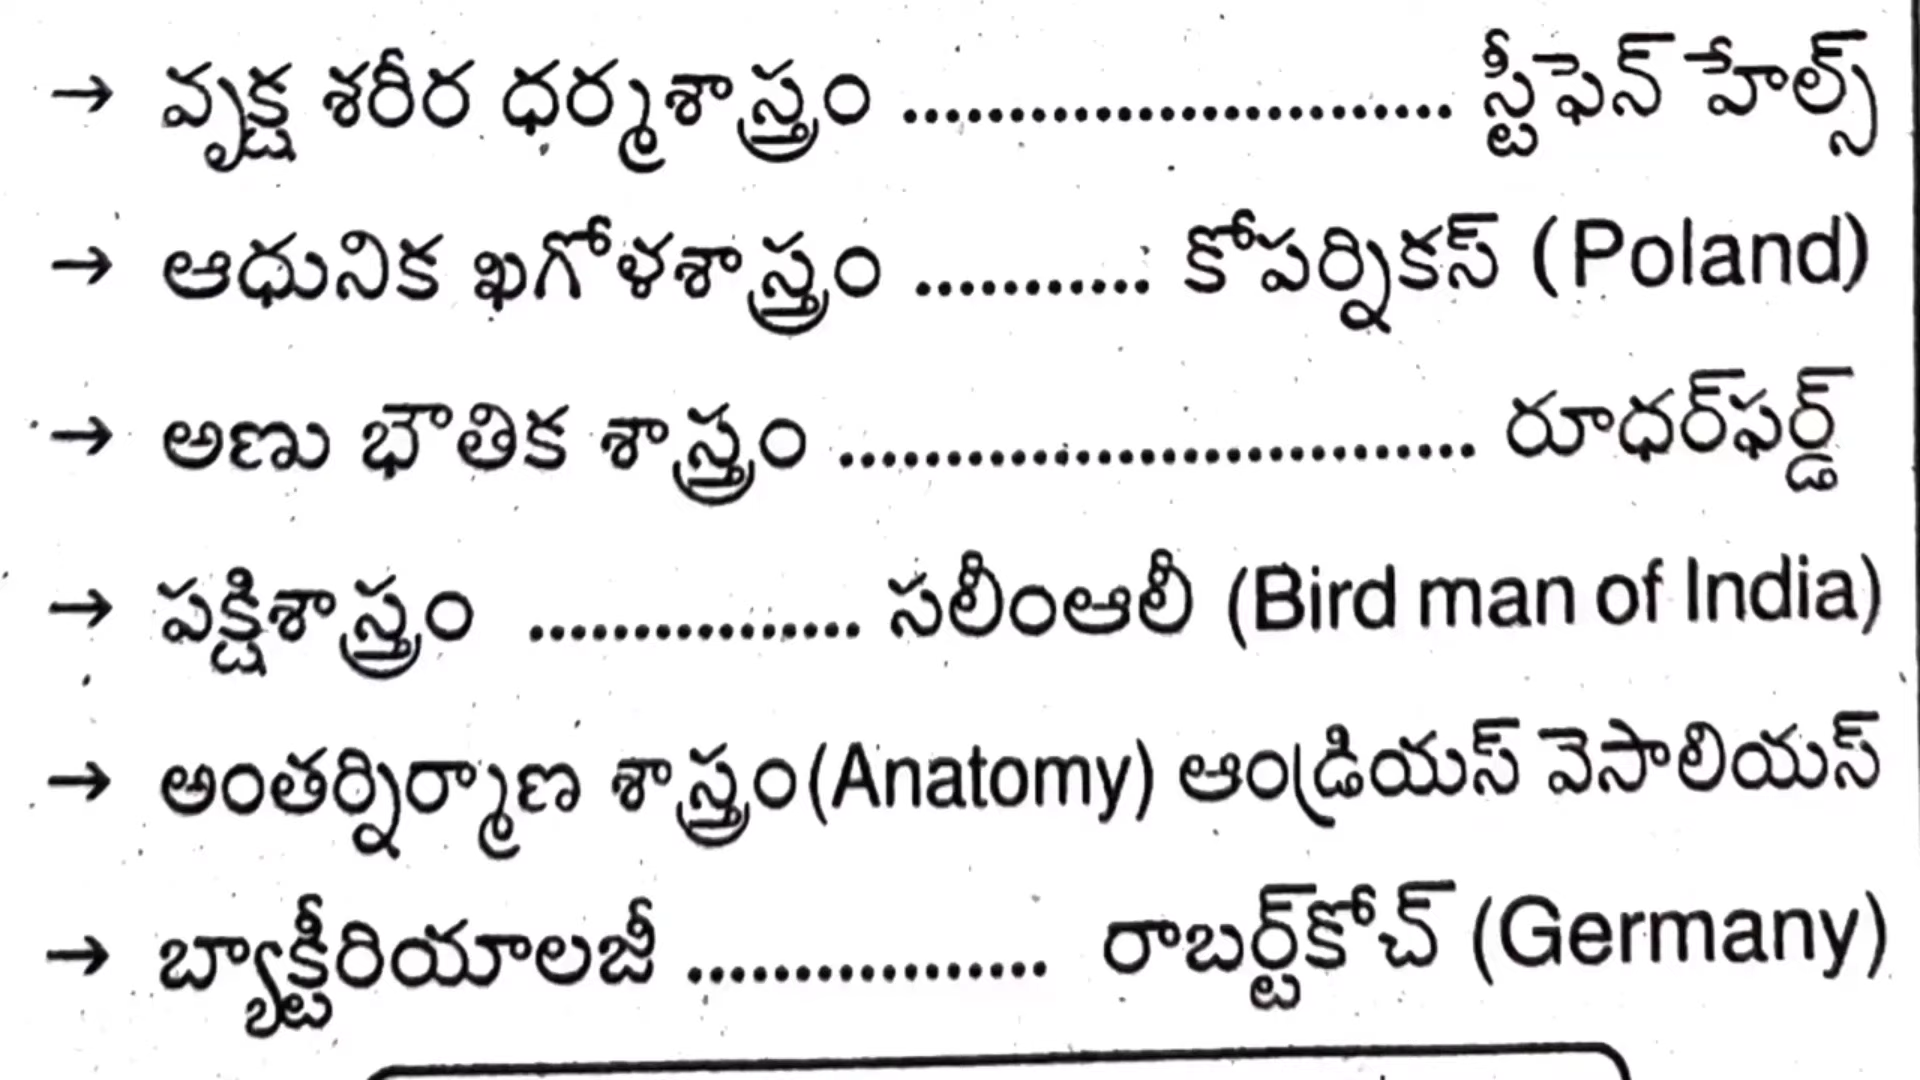 → వృక్ష శరీర ధర్మశాస్త్రం .......................... స్టీఫెన్ హేల్స్
→ ఆధునిక ఖగోళశాస్త్రం ........... కోపర్నికస్ (Poland)
→ అణు భౌతిక శాస్త్రం .............................. రూధర్‌ఫర్డ్
→ పక్షిశాస్త్రం ................ సలీంఆలీ (Bird man of India)
→ అంతర్నిర్మాణ శాస్త్రం(Anatomy) ఆండ్రియస్ వెసాలియస్
→ బ్యాక్టీరియాలజీ ................. రాబర్ట్‌కోచ్ (Germany)